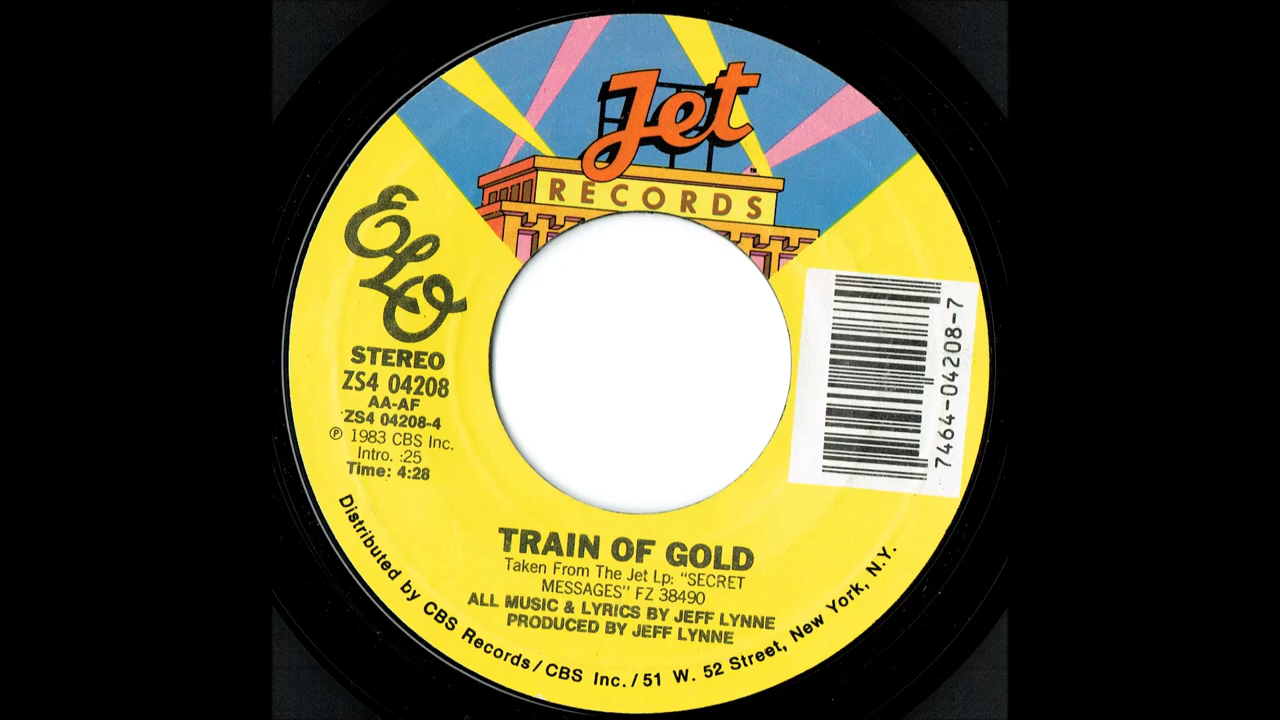 Jet
RECORDS
ELO
STEREO
ZS4 04208
AA-AF
ZS4 04208-4
℗ 1983 CBS Inc.
Intro. :25
Time: 4:28
7464-04208-7
TRAIN OF GOLD
Taken From The Jet Lp: "SECRET
MESSAGES" FZ 38490
ALL MUSIC & LYRICS BY JEFF LYNNE
PRODUCED BY JEFF LYNNE
Distributed by CBS Records/CBS Inc./51 W. 52 Street, New York, N.Y.